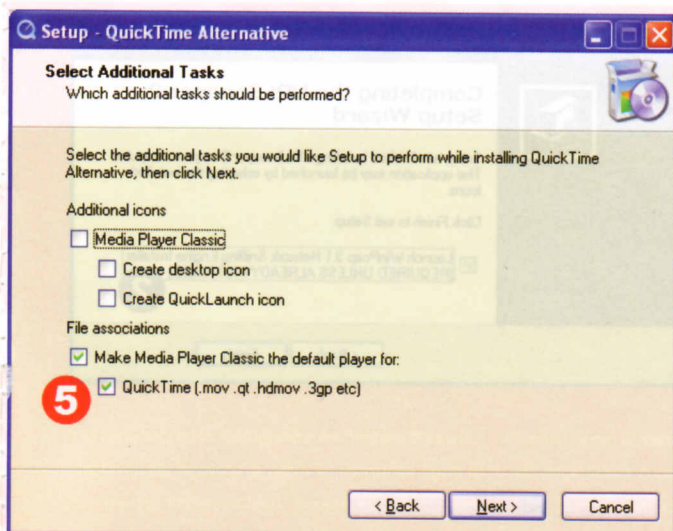 Setup - QuickTime Alternative
Select Additional Tasks
Which additional tasks should be performed?
Select the additional tasks you would like Setup to perform while installing QuickTime
Alternative, then click Next.
Additional icons
Media Player Classic
Create desktop icon
Create QuickLaunch icon
File associations
Make Media Player Classic the default player for:
5
QuickTime (.mov .qt .hdmov .3gp etc)
< Back
Next >
Cancel